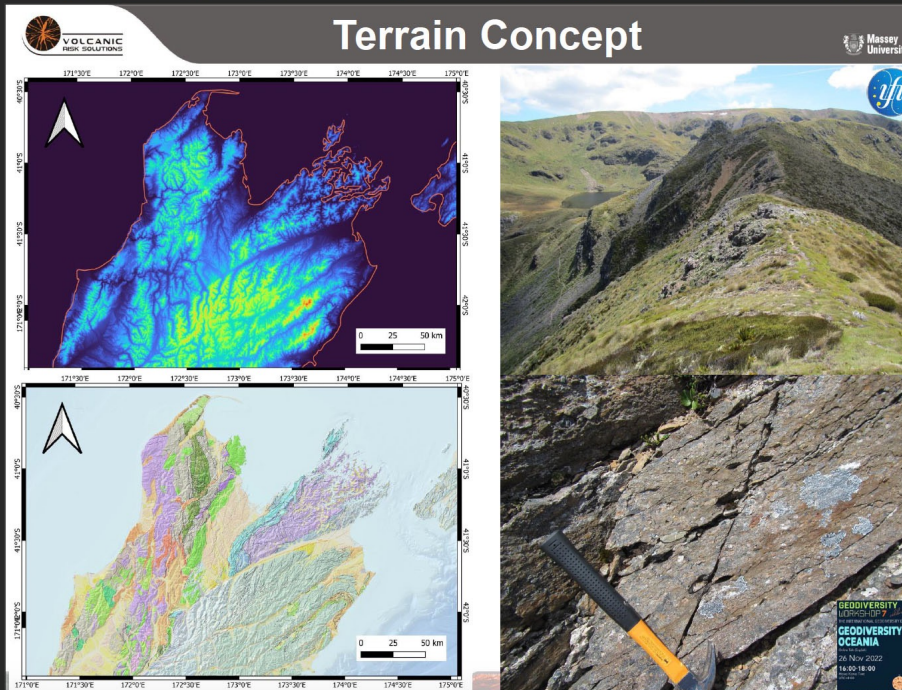 VOLCANIC
RISK SOLUTIONS
Terrain Concept
Massey
Universit
171°30'E 172°0'E 172°30'E 173°0'E 173°30'E 174°0'E 174°30'E 175°0'E
40°30'S
41°0'S
41°30'S
42°0'S
0 25 50 km
171°0'E 171°30'E 172°0'E 172°30'E 173°0'E 173°30'E 174°0'E 174°30'E 175°0'E
40°30'S
41°0'S
41°30'S
42°0'S
0 25 50 km
171°0'E 171°30'E 172°0'E 172°30'E 173°0'E 173°30'E 174°0'E 174°30'E 175°0'E
GEODIVERSITY
WORKSHOP 7
GEODIVERSITY
OCEANIA
26 Nov 2022
16:00-18:00